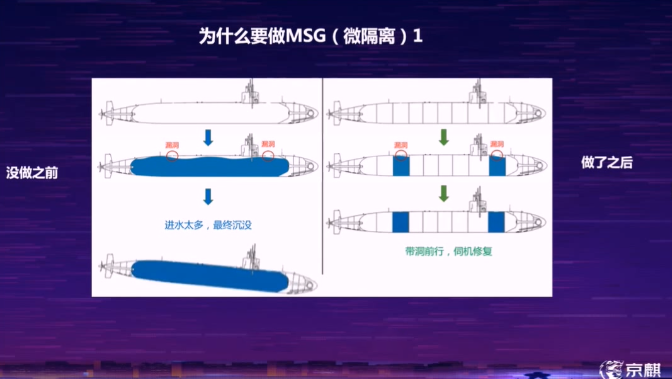 为什么要做MSG（微隔离）1
没做之前
漏洞
漏洞
进水太多，最终沉没
漏洞
漏洞
带洞前行，伺机修复
做了之后
京麒